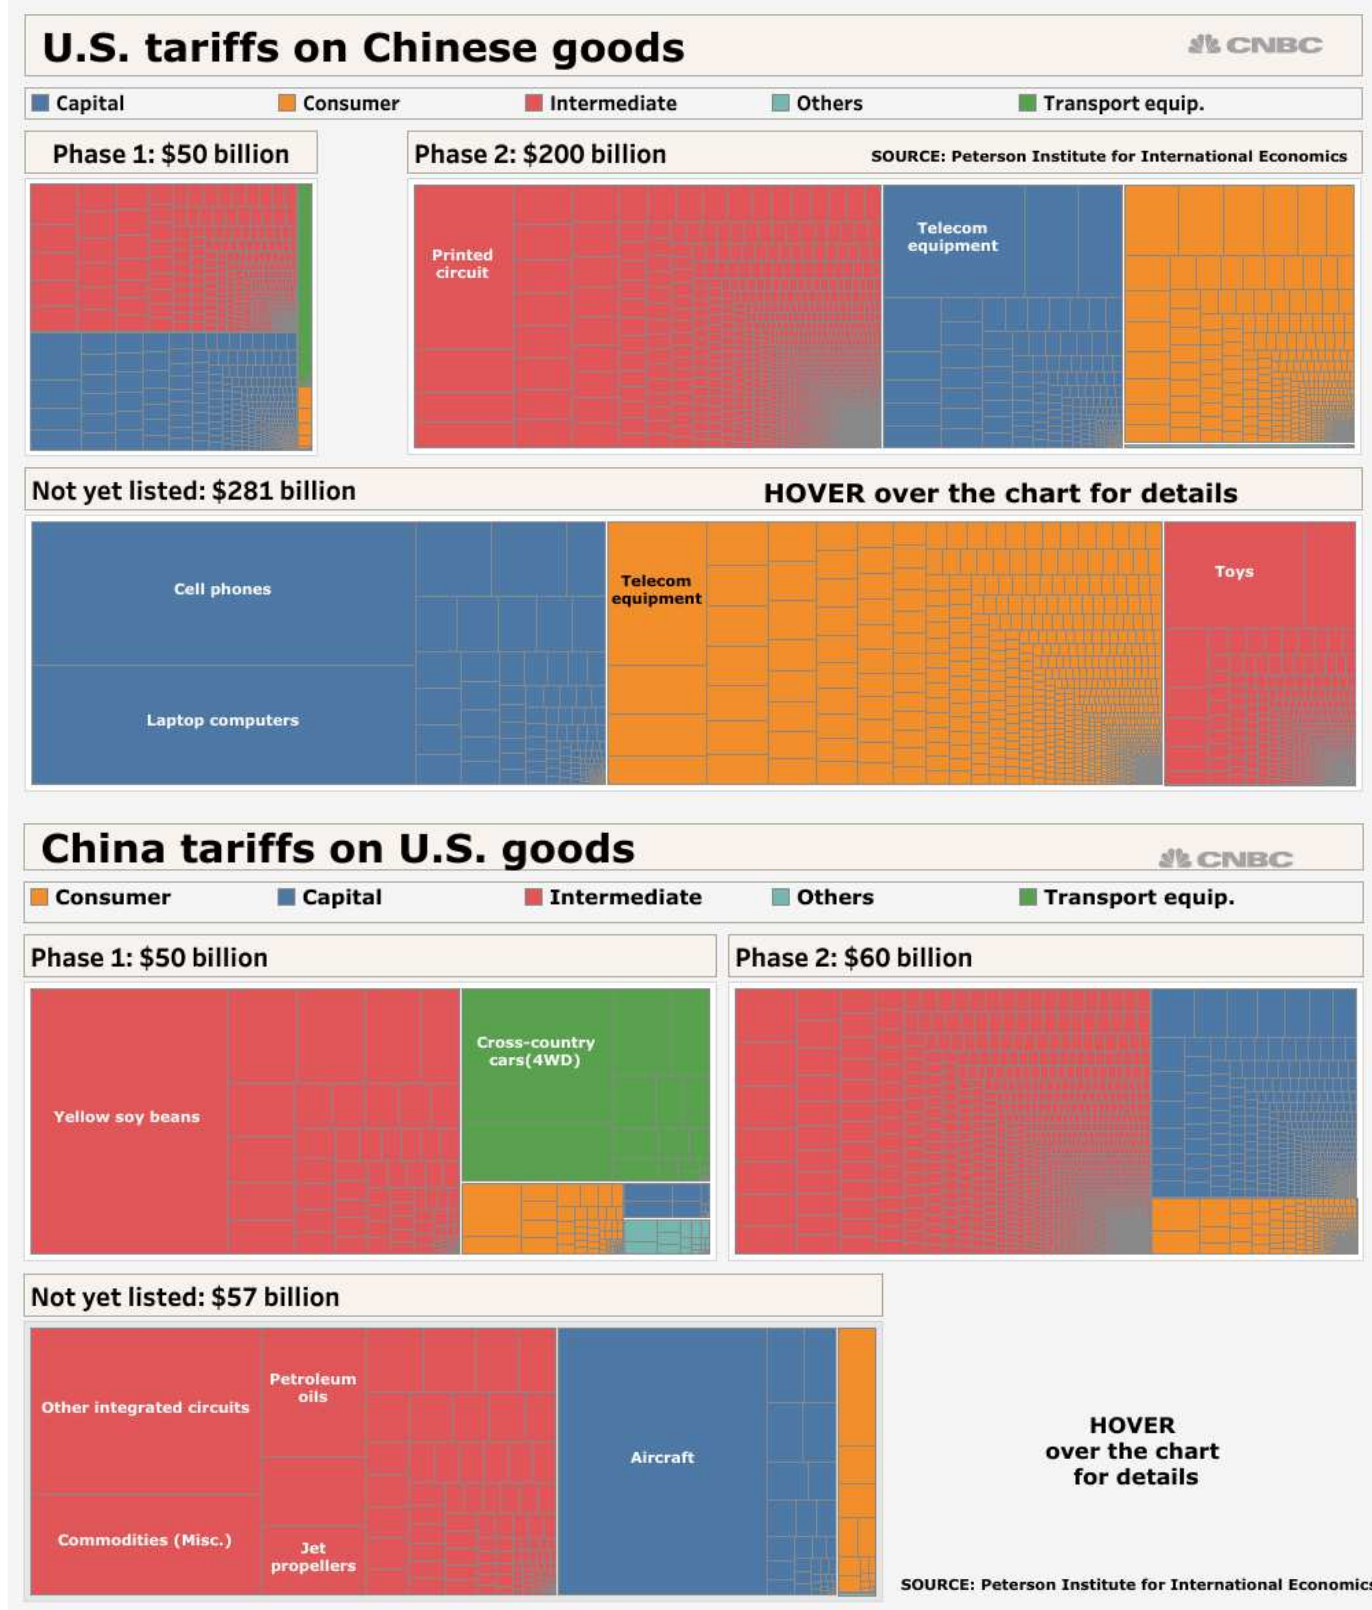 U.S. tariffs on Chinese goods
CNBC
Capital
Consumer
Intermediate
Others
Transport equip.
Phase 1: $50 billion
Phase 2: $200 billion
SOURCE: Peterson Institute for International Economics
Printed
circuit
Telecom
equipment
Not yet listed: $281 billion
HOVER over the chart for details
Cell phones
Laptop computers
Telecom
equipment
Toys
China tariffs on U.S. goods
CNBC
Consumer
Capital
Intermediate
Others
Transport equip.
Phase 1: $50 billion
Phase 2: $60 billion
Yellow soy beans
Cross-country
cars(4WD)
Not yet listed: $57 billion
Other integrated circuits
Commodities (Misc.)
Petroleum
oils
Jet
propellers
Aircraft
HOVER
over the chart
for details
SOURCE: Peterson Institute for International Economics